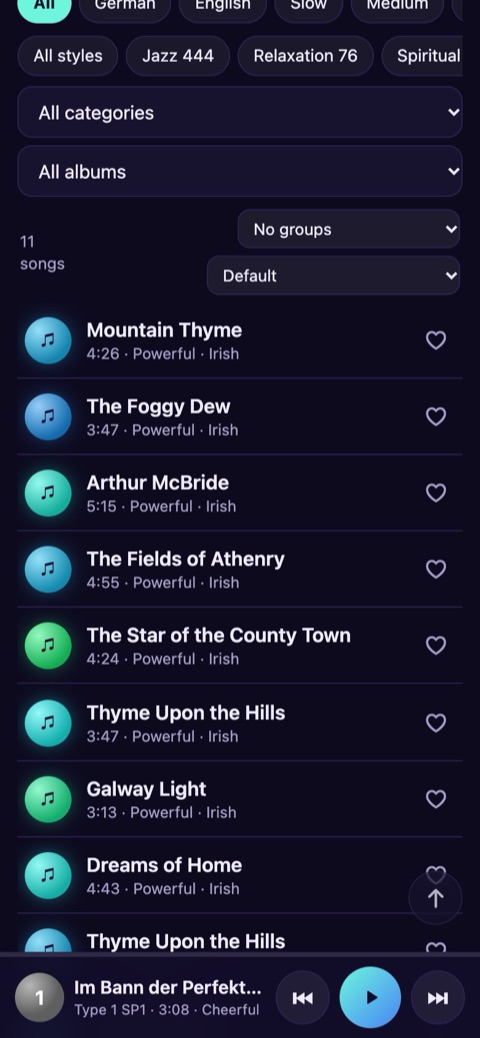 All German English Slow Medium
All styles Jazz 444 Relaxation 76 Spiritual
All categories
All albums
11
songs
No groups
Default
Mountain Thyme
4:26 · Powerful · Irish
The Foggy Dew
3:47 · Powerful · Irish
Arthur McBride
5:15 · Powerful · Irish
The Fields of Athenry
4:55 · Powerful · Irish
The Star of the County Town
4:24 · Powerful · Irish
Thyme Upon the Hills
3:47 · Powerful · Irish
Galway Light
3:13 · Powerful · Irish
Dreams of Home
4:43 · Powerful · Irish
Thyme Upon the Hills
1
Im Bann der Perfekt...
Type 1 SP1 · 3:08 · Cheerful